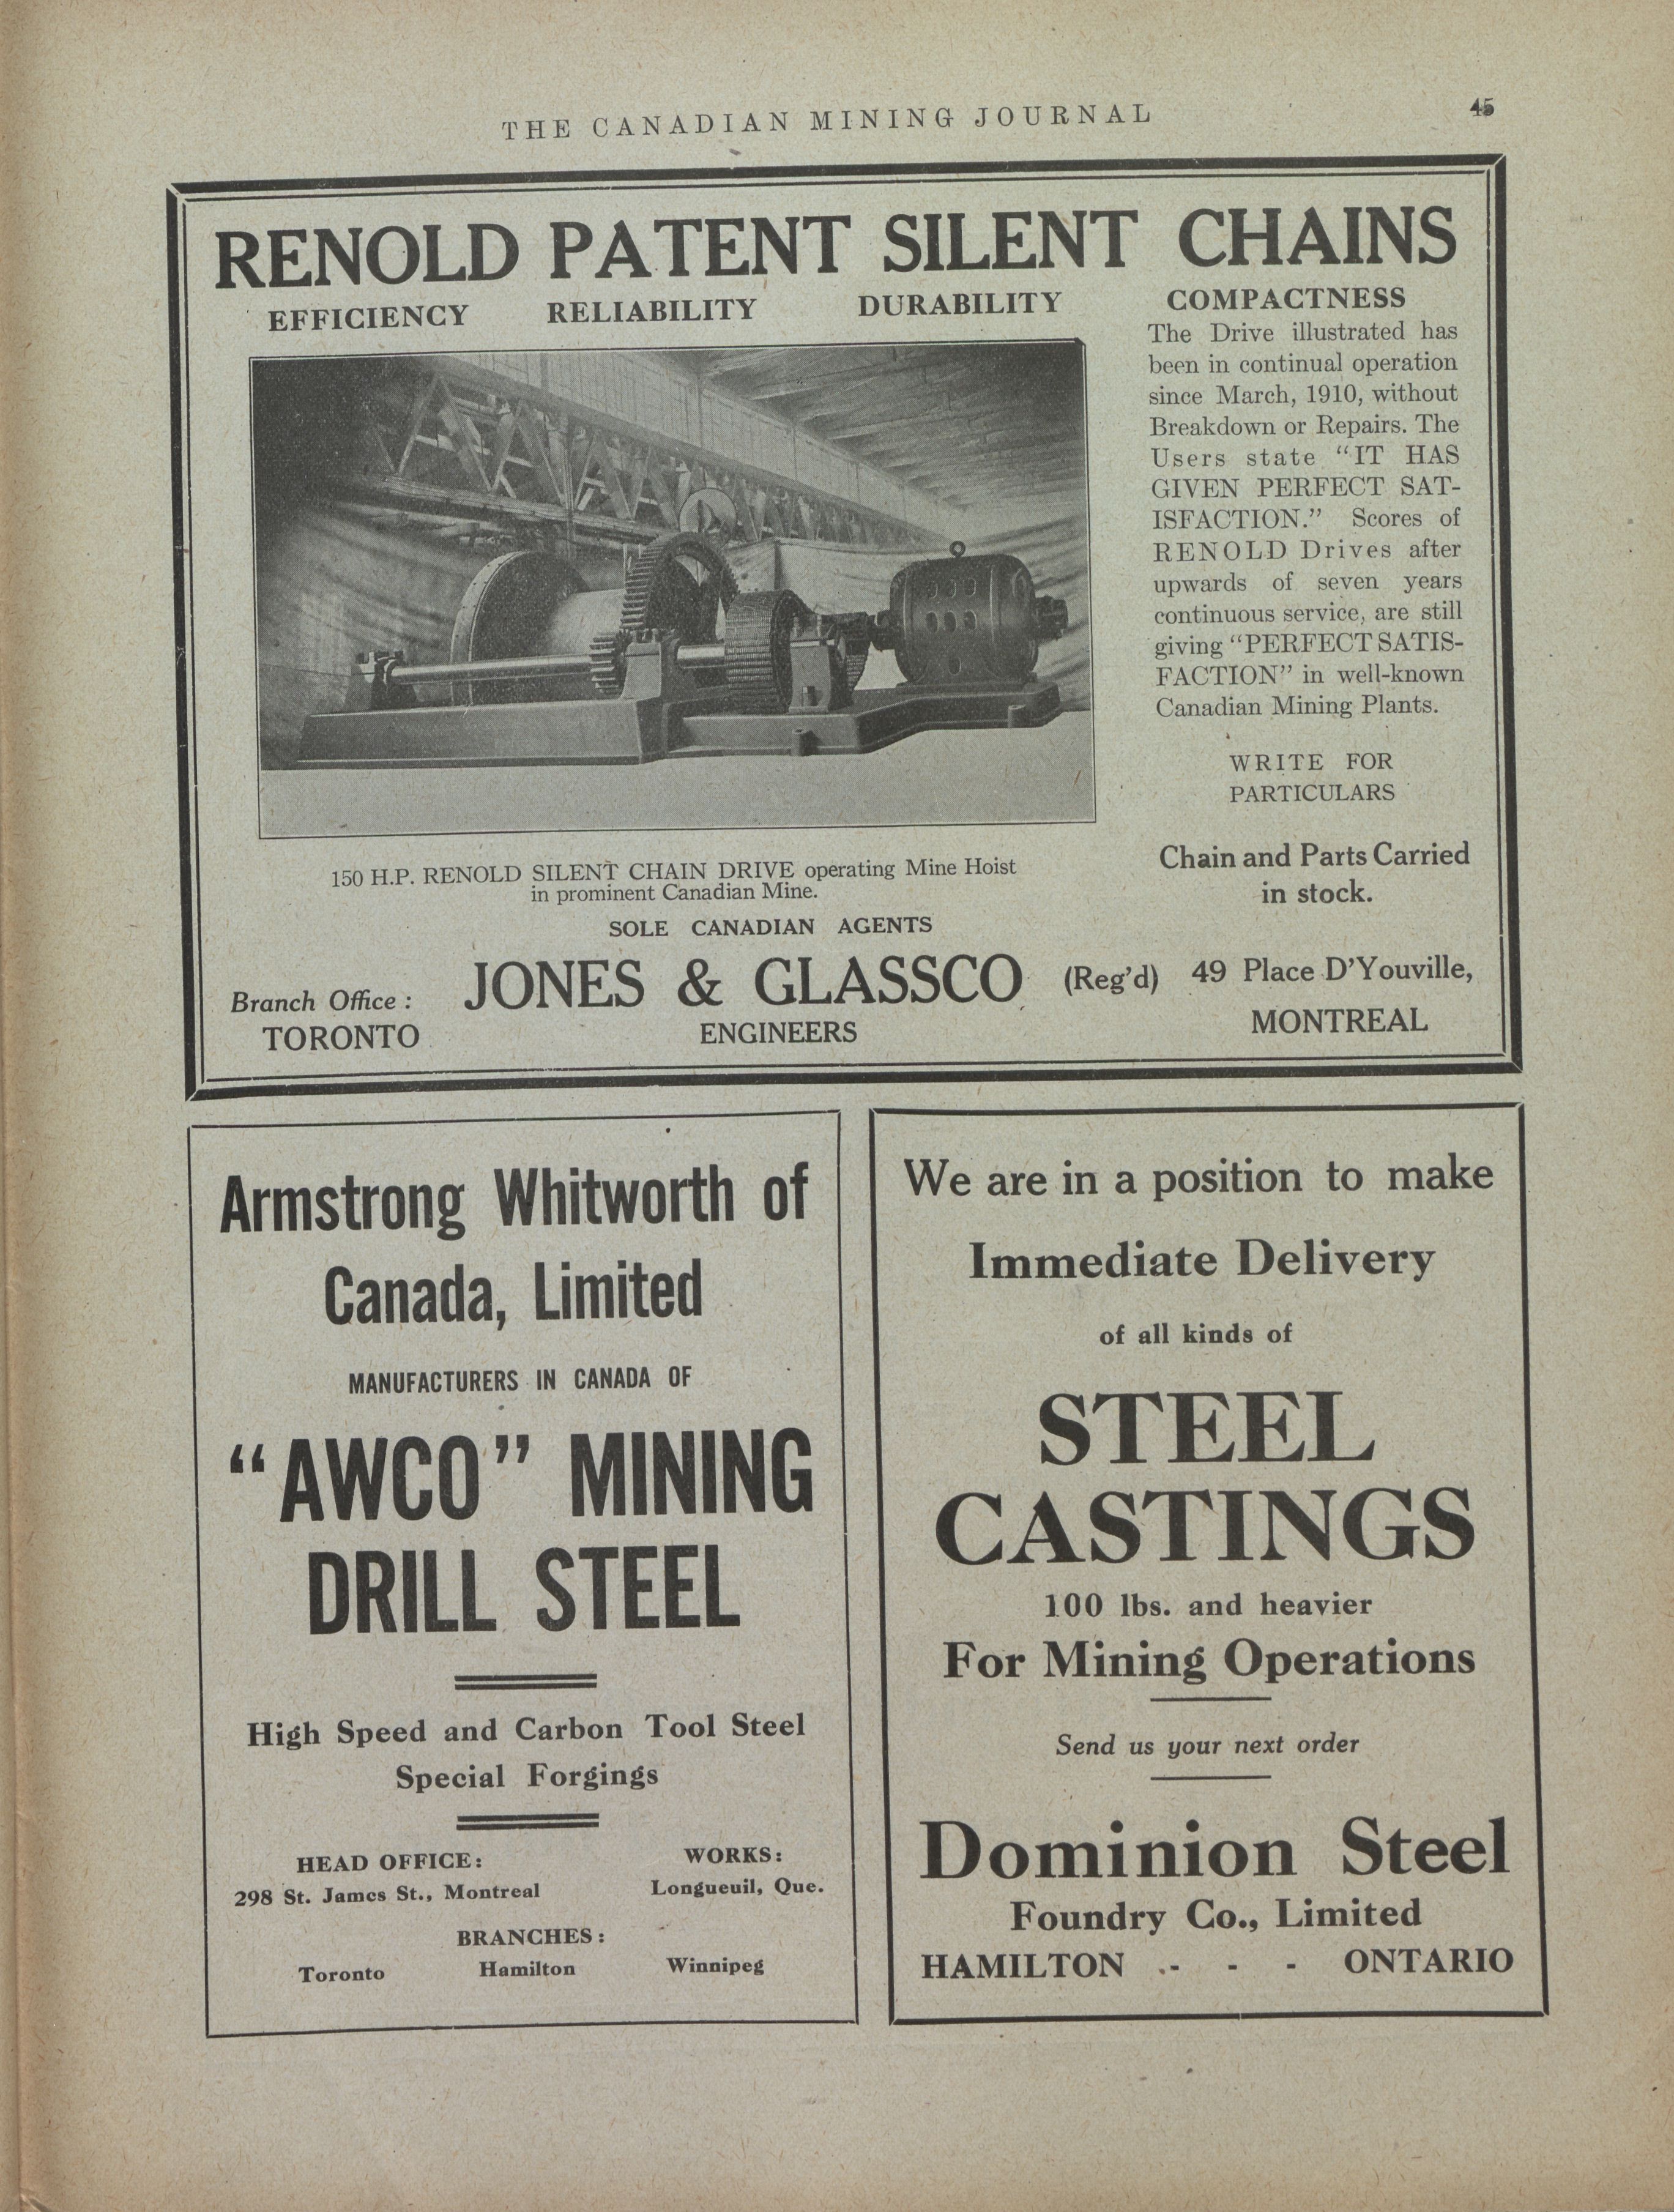 THE CANADIAN MINING JOURNAL 45
RENOLD PATENT SILENT CHAINS
EFFICIENCY RELIABILITY DURABILITY COMPACTNESS
The Drive illustrated has
been in continual operation
since March, 1910, without
Breakdown or Repairs. The
Users state “IT HAS
GIVEN PERFECT SAT-
ISFACTION.” Scores of
RENOLD Drives after
upwards of seven years
continuous service, are still
giving “PERFECT SATIS-
FACTION” in well-known
Canadian Mining Plants.
WRITE FOR
PARTICULARS
Chain and Parts Carried
in stock.
150 H.P. RENOLD SILENT CHAIN DRIVE operating Mine Hoist
in prominent Canadian Mine.
SOLE CANADIAN AGENTS
Branch Office :
TORONTO
JONES & GLASSCO (Reg'd)
ENGINEERS
49 Place D'Youville,
MONTREAL
Armstrong Whitworth of
Canada, Limited
MANUFACTURERS IN CANADA OF
“AWCO” MINING
DRILL STEEL
High Speed and Carbon Tool Steel
Special Forgings
HEAD OFFICE:
298 St. James St., Montreal
WORKS:
Longueuil, Que.
BRANCHES:
Toronto Hamilton Winnipeg
We are in a position to make
Immediate Delivery
of all kinds of
STEEL
CASTINGS
100 lbs. and heavier
For Mining Operations
Send us your next order
Dominion Steel
Foundry Co., Limited
HAMILTON - - - ONTARIO